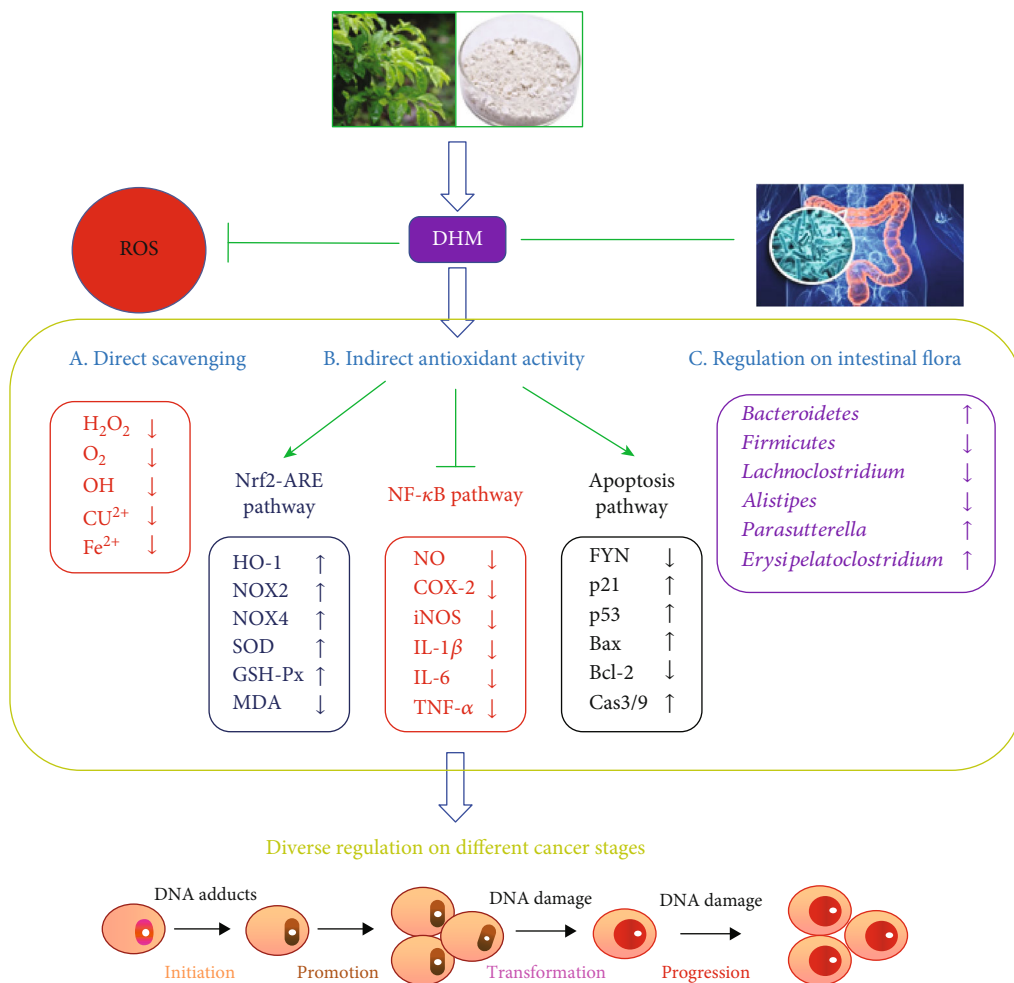 ROS
DHM
A. Direct scavenging
B. Indirect antioxidant activity
C. Regulation on intestinal flora
H₂O₂ ↓
O₂ ↓
OH ↓
CU²⁺ ↓
Fe²⁺ ↓
Nrf2-ARE
pathway
HO-1 ↑
NOX2 ↑
NOX4 ↑
SOD ↑
GSH-Px ↑
MDA ↓
NF-κB pathway
NO ↓
COX-2 ↓
iNOS ↓
IL-1β ↓
IL-6 ↓
TNF-α ↓
Apoptosis
pathway
FYN ↓
p21 ↑
p53 ↑
Bax ↑
Bcl-2 ↓
Cas3/9 ↑
Bacteroidetes ↑
Firmicutes ↓
Lachnoclostridium ↓
Alistipes ↓
Parasutterella ↑
Erysipelatoclostridium ↑
Diverse regulation on different cancer stages
DNA adducts
DNA damage
DNA damage
Initiation
Promotion
Transformation
Progression